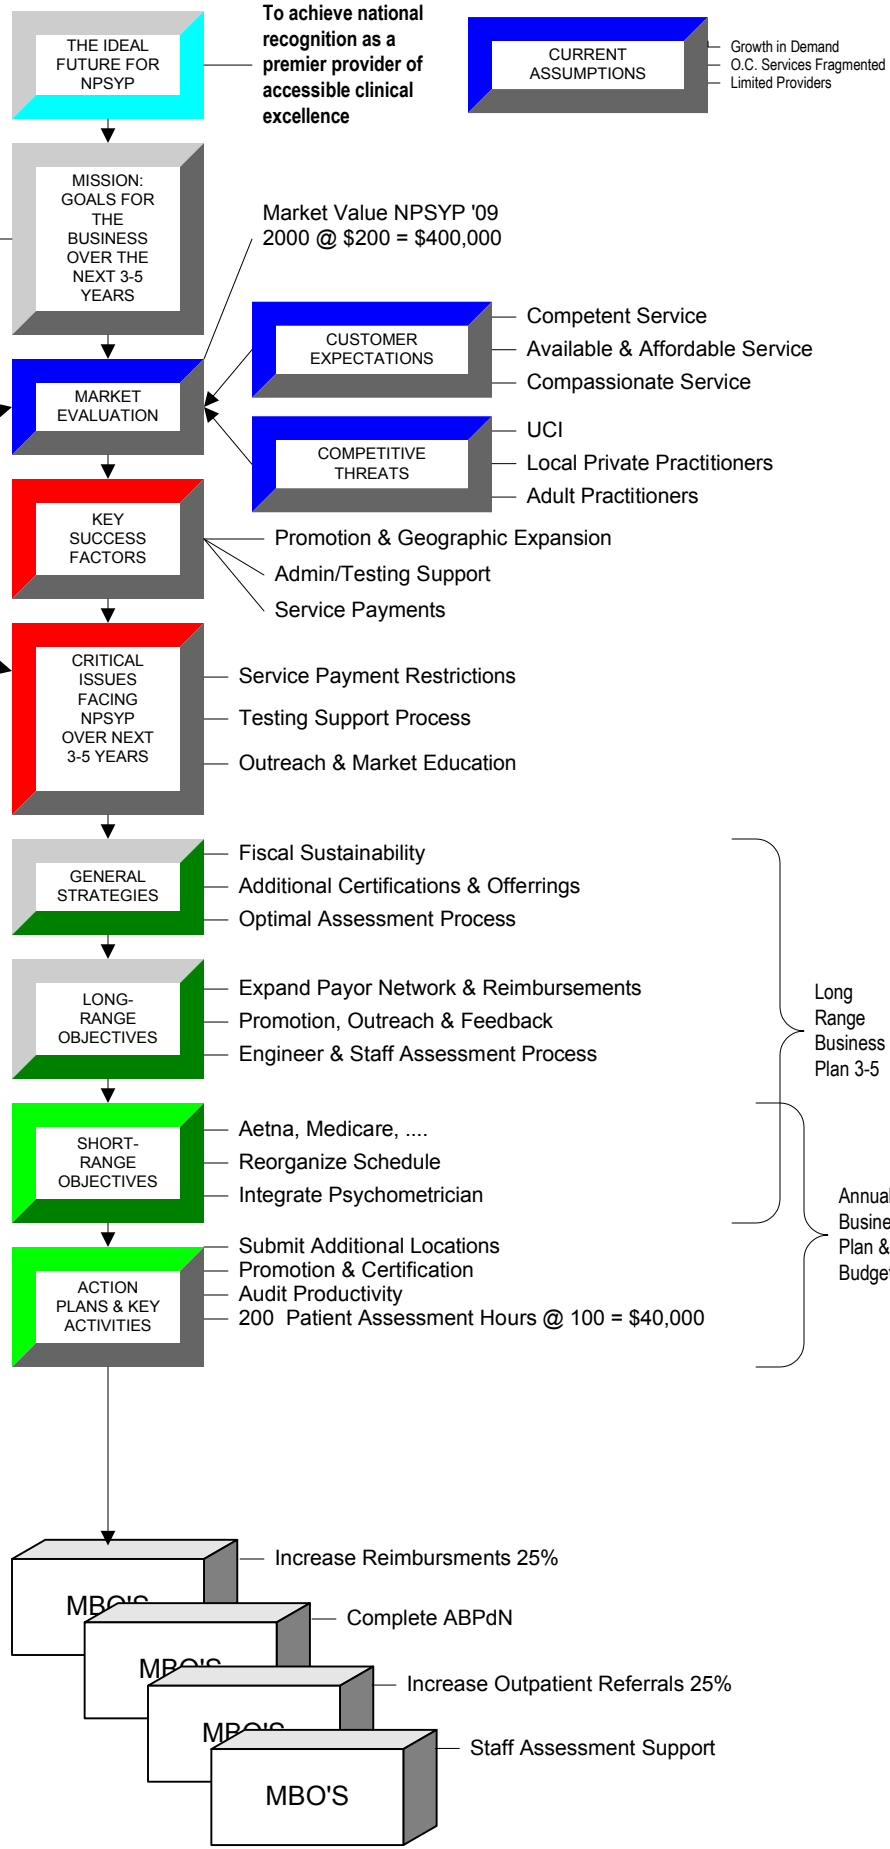 THE IDEAL
FUTURE FOR
NPSYP
To achieve national
recognition as a
premier provider of
accessible clinical
excellence
CURRENT
ASSUMPTIONS
Growth in Demand
O.C. Services Fragmented
Limited Providers
MISSION:
GOALS FOR
THE
BUSINESS
OVER THE
NEXT 3-5
YEARS
Market Value NPSYP '09
2000 @ $200 = $400,000
CUSTOMER
EXPECTATIONS
Competent Service
Available & Affordable Service
Compassionate Service
MARKET
EVALUATION
COMPETITIVE
THREATS
UCI
Local Private Practitioners
Adult Practitioners
KEY
SUCCESS
FACTORS
Promotion & Geographic Expansion
Admin/Testing Support
Service Payments
CRITICAL
ISSUES
FACING
NPSYP
OVER NEXT
3-5 YEARS
Service Payment Restrictions
Testing Support Process
Outreach & Market Education
GENERAL
STRATEGIES
Fiscal Sustainability
Additional Certifications & Offerrings
Optimal Assessment Process
LONG-
RANGE
OBJECTIVES
Expand Payor Network & Reimbursements
Promotion, Outreach & Feedback
Engineer & Staff Assessment Process
Long
Range
Business
Plan 3-5
SHORT-
RANGE
OBJECTIVES
Aetna, Medicare, ....
Reorganize Schedule
Integrate Psychometrician
Annual
Busine
Plan &
Budget
ACTION
PLANS & KEY
ACTIVITIES
Submit Additional Locations
Promotion & Certification
Audit Productivity
200 Patient Assessment Hours @ 100 = $40,000
MBO'S
Increase Reimbursments 25%
MBO'S
Complete ABPdN
MBO'S
Increase Outpatient Referrals 25%
MBO'S
Staff Assessment Support